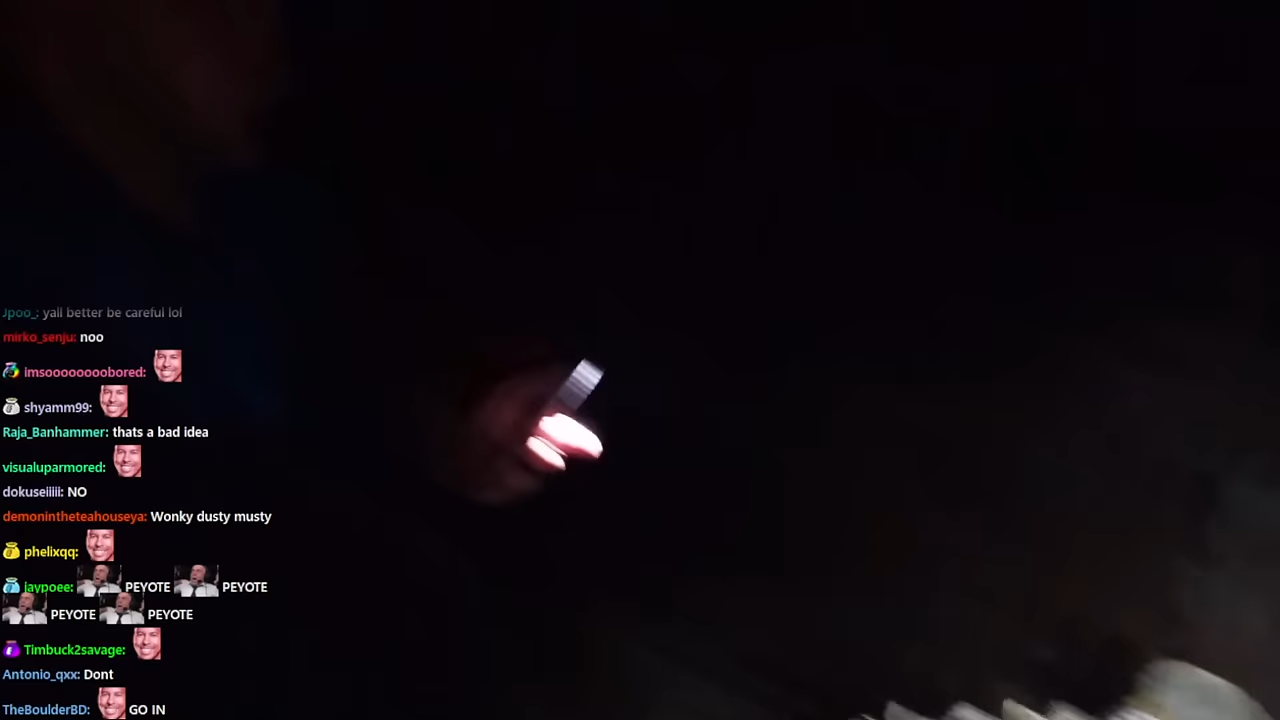 Jpoo_: yall better be careful lol
mirko_senju: noo
imsoooooooobored:
shyamm99:
Raja_Banhammer: thats a bad idea
visualuparmored:
dokuseiiiii: NO
demonintheteahouseya: Wonky dusty musty
phelixqq:
jaypoee: PEYOTE PEYOTE
PEYOTE PEYOTE
Timbuck2savage:
Antonio_qxx: Dont
TheBoulderBD: GO IN